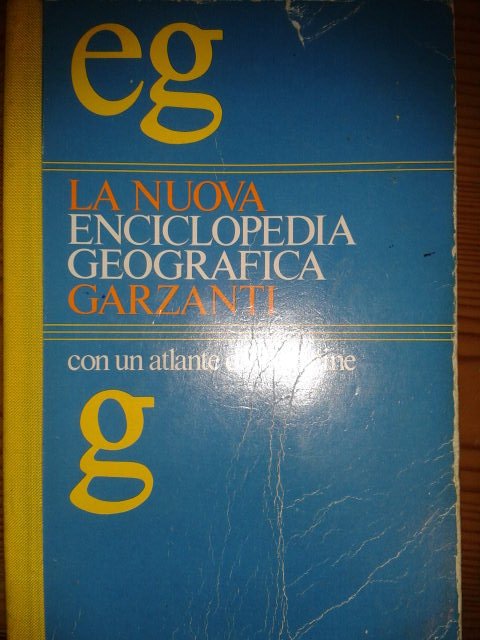 eg
LA NUOVA
ENCICLOPEDIA
GEOGRAFICA
GARZANTI
con un atlante
g